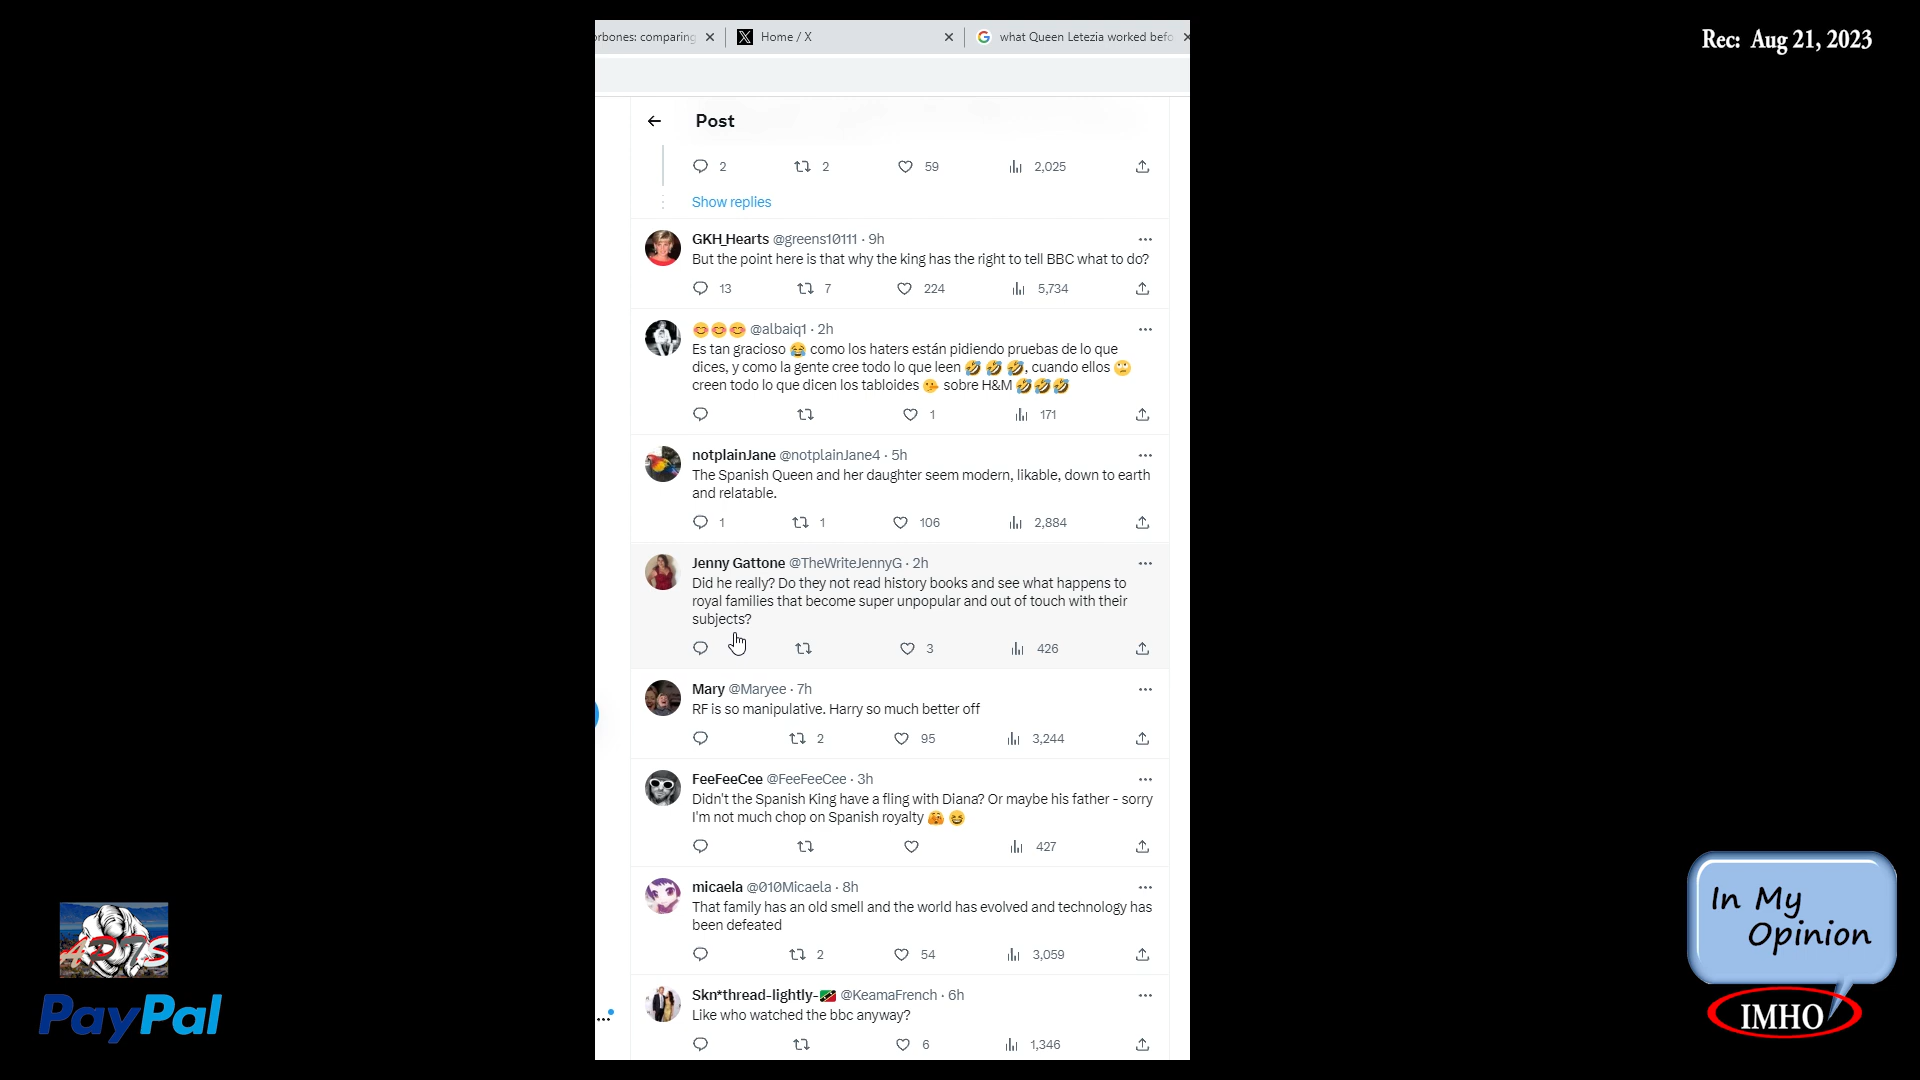 orbones: comparing
Home / X
what Queen Letezia worked befo
Rec: Aug 21, 2023
Post
2 2 59 2,025
Show replies
GKH_Hearts @greens10111 · 9h
But the point here is that why the king has the right to tell BBC what to do?
13 7 224 5,734
😊😊😊 @albaiq1 · 2h
Es tan gracioso 😂 como los haters están pidiendo pruebas de lo que
dices, y como la gente cree todo lo que leen 🤣 🤣 🤣, cuando ellos 🙄
creen todo lo que dicen los tabloides 🫢 sobre H&M 🤣🤣🤣
1 171
notplainJane @notplainJane4 · 5h
The Spanish Queen and her daughter seem modern, likable, down to earth
and relatable.
1 1 106 2,884
Jenny Gattone @TheWriteJennyG · 2h
Did he really? Do they not read history books and see what happens to
royal families that become super unpopular and out of touch with their
subjects?
3 426
Mary @Maryee · 7h
RF is so manipulative. Harry so much better off
2 95 3,244
FeeFeeCee @FeeFeeCee · 3h
Didn't the Spanish King have a fling with Diana? Or maybe his father - sorry
I'm not much chop on Spanish royalty 🫣 😆
427
micaela @010Micaela · 8h
That family has an old smell and the world has evolved and technology has
been defeated
2 54 3,059
Skn*thread-lightly-🇰🇳 @KeamaFrench · 6h
Like who watched the bbc anyway?
6 1,346
PayPal
In My
Opinion
IMHO